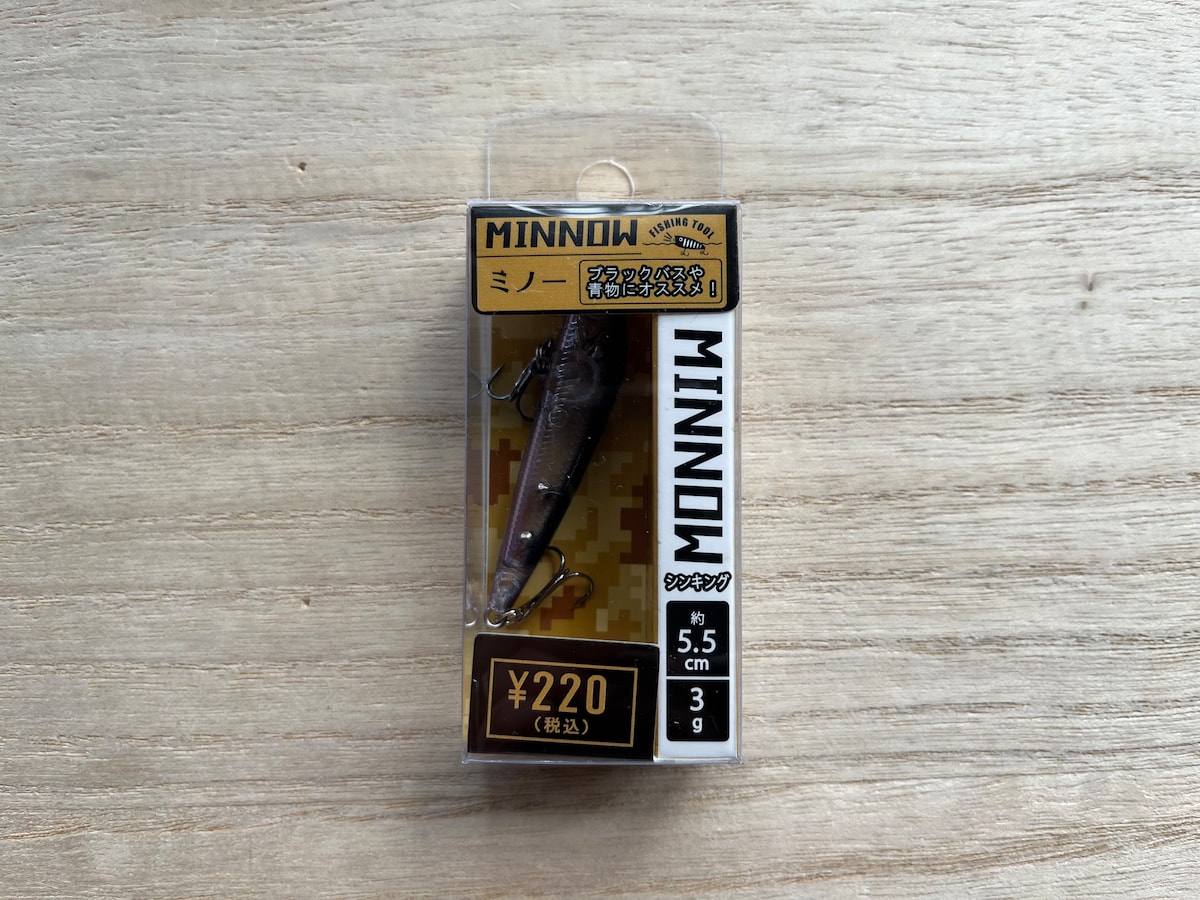 MINNOW
FISHING TOOL
ミノー
ブラックバスや
青物にオススメ！
MINNOW
シンキング
約
5.5
cm
3
g
¥220
（税込）